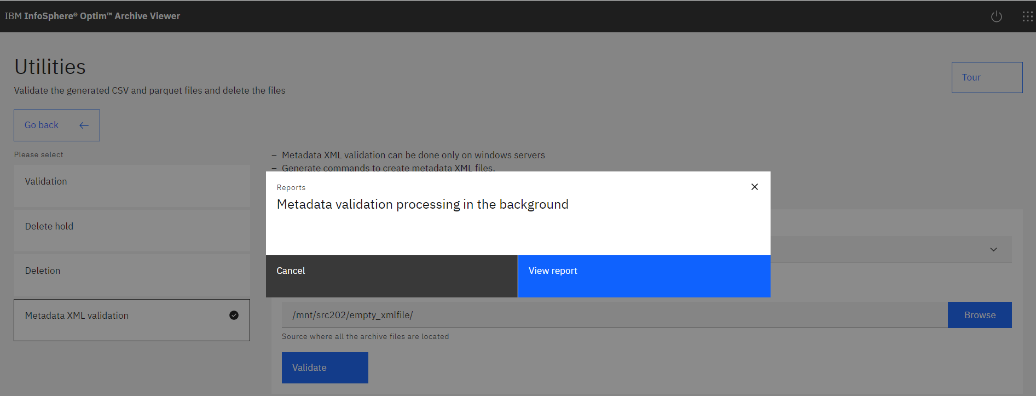 IBM InfoSphere® Optim™ Archive Viewer
Utilities
Validate the generated CSV and parquet files and delete the files
Tour
Go back
Please select
Validation
Delete hold
Deletion
Metadata XML validation
– Metadata XML validation can be done only on windows servers
– Generate commands to create metadata XML files.
Reports
Metadata validation processing in the background
Cancel
View report
/mnt/src202/empty_xmlfile/
Browse
Source where all the archive files are located
Validate